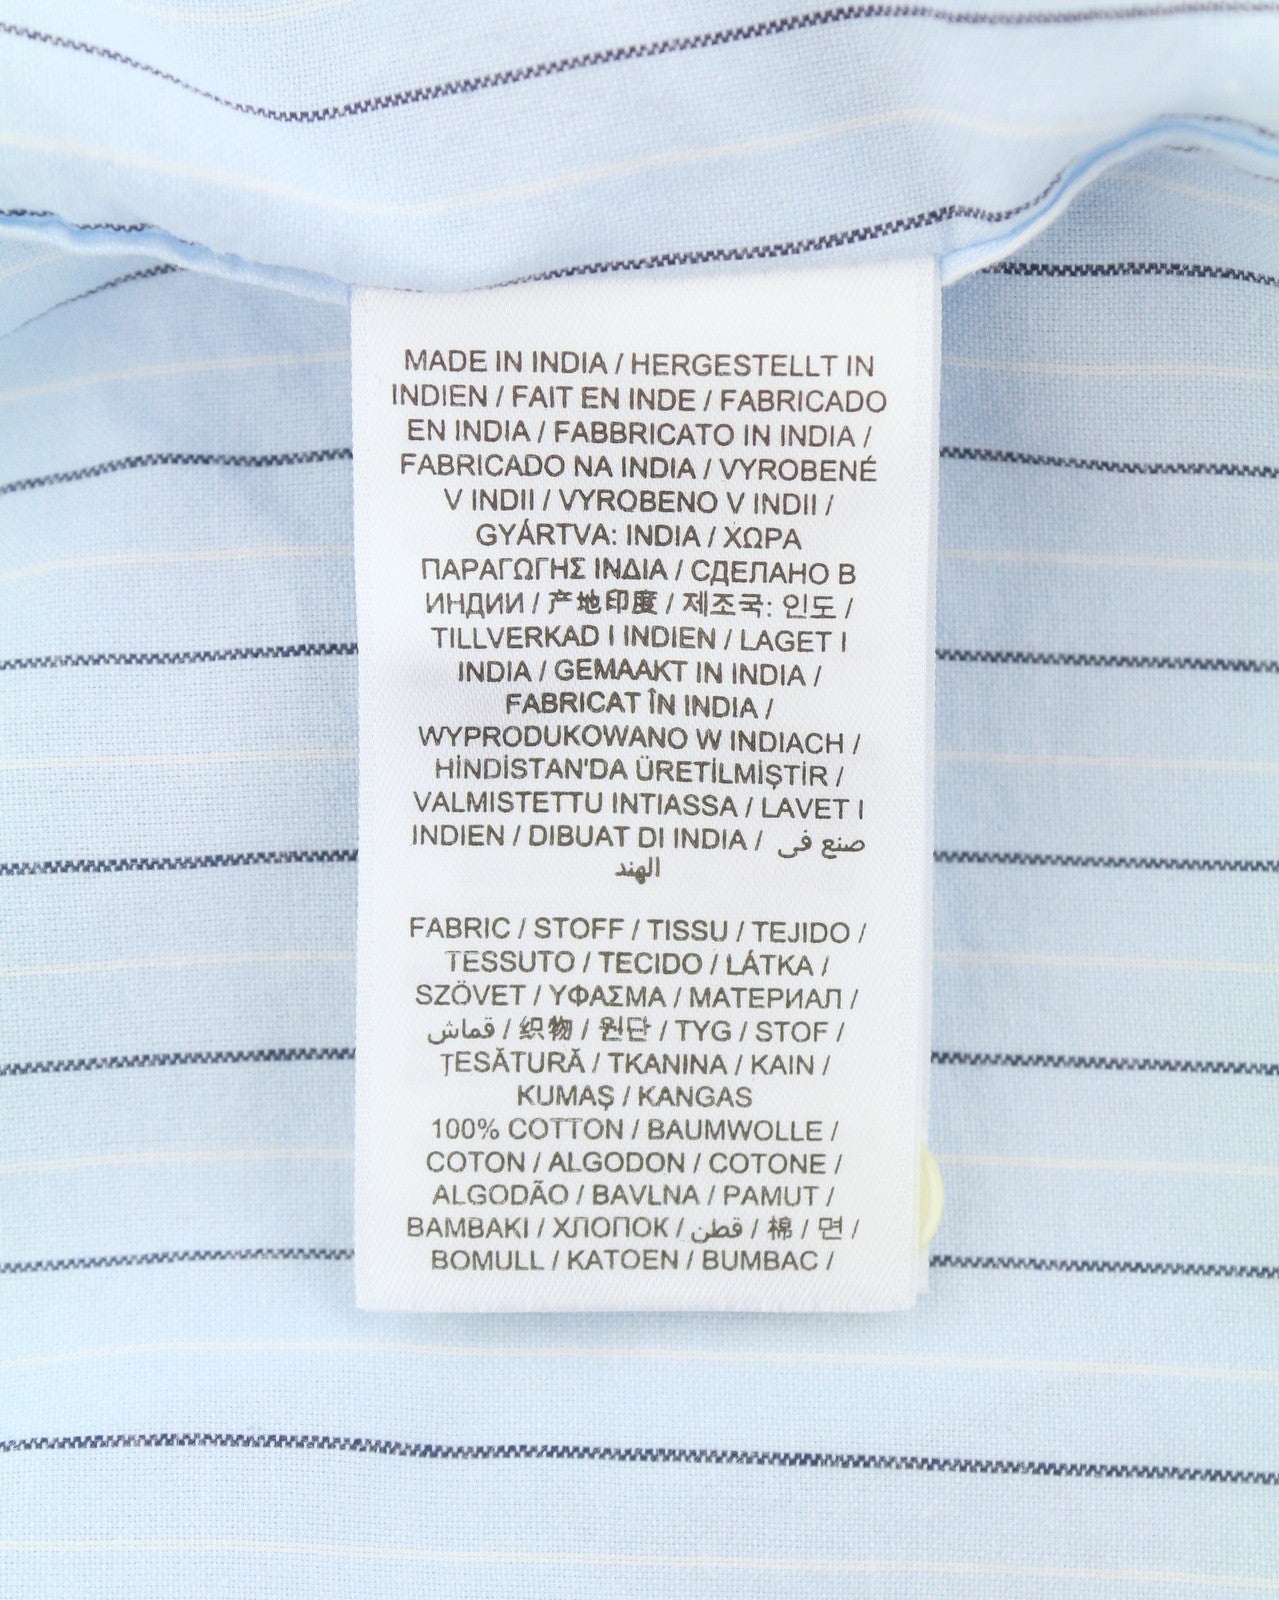 MADE IN INDIA / HERGESTELLT IN
INDIEN / FAIT EN INDE / FABRICADO
EN INDIA / FABBRICATO IN INDIA /
FABRICADO NA INDIA / VYROBENÉ
V INDII / VYROBENO V INDII /
GYÁRTVA: INDIA / ΧΩΡΑ
ΠΑΡΑΓΩΓΗΣ ΙΝΔΙΑ / СДЕЛАНО В
ИНДИИ / 产地印度 / 제조국: 인도 /
TILLVERKAD I INDIEN / LAGET I
INDIA / GEMAAKT IN INDIA /
FABRICAT ÎN INDIA /
WYPRODUKOWANO W INDIACH /
HİNDİSTAN'DA ÜRETİLMİŞTİR /
VALMISTETTU INTIASSA / LAVET I
INDIEN / DIBUAT DI INDIA / صنع في
الهند
FABRIC / STOFF / TISSU / TEJIDO /
TESSUTO / TECIDO / LÁTKA /
SZÖVET / ΥΦΑΣΜΑ / МАТЕРИАЛ /
قماش / 织物 / 원단 / TYG / STOF /
ȚESĂTURĂ / TKANINA / KAIN /
KUMAŞ / KANGAS
100% COTTON / BAUMWOLLE /
COTON / ALGODON / COTONE /
ALGODÃO / BAVLNA / PAMUT /
BAMBAKI / ХЛОПОК / قطن / 棉 / 면 /
BOMULL / KATOEN / BUMBAC /